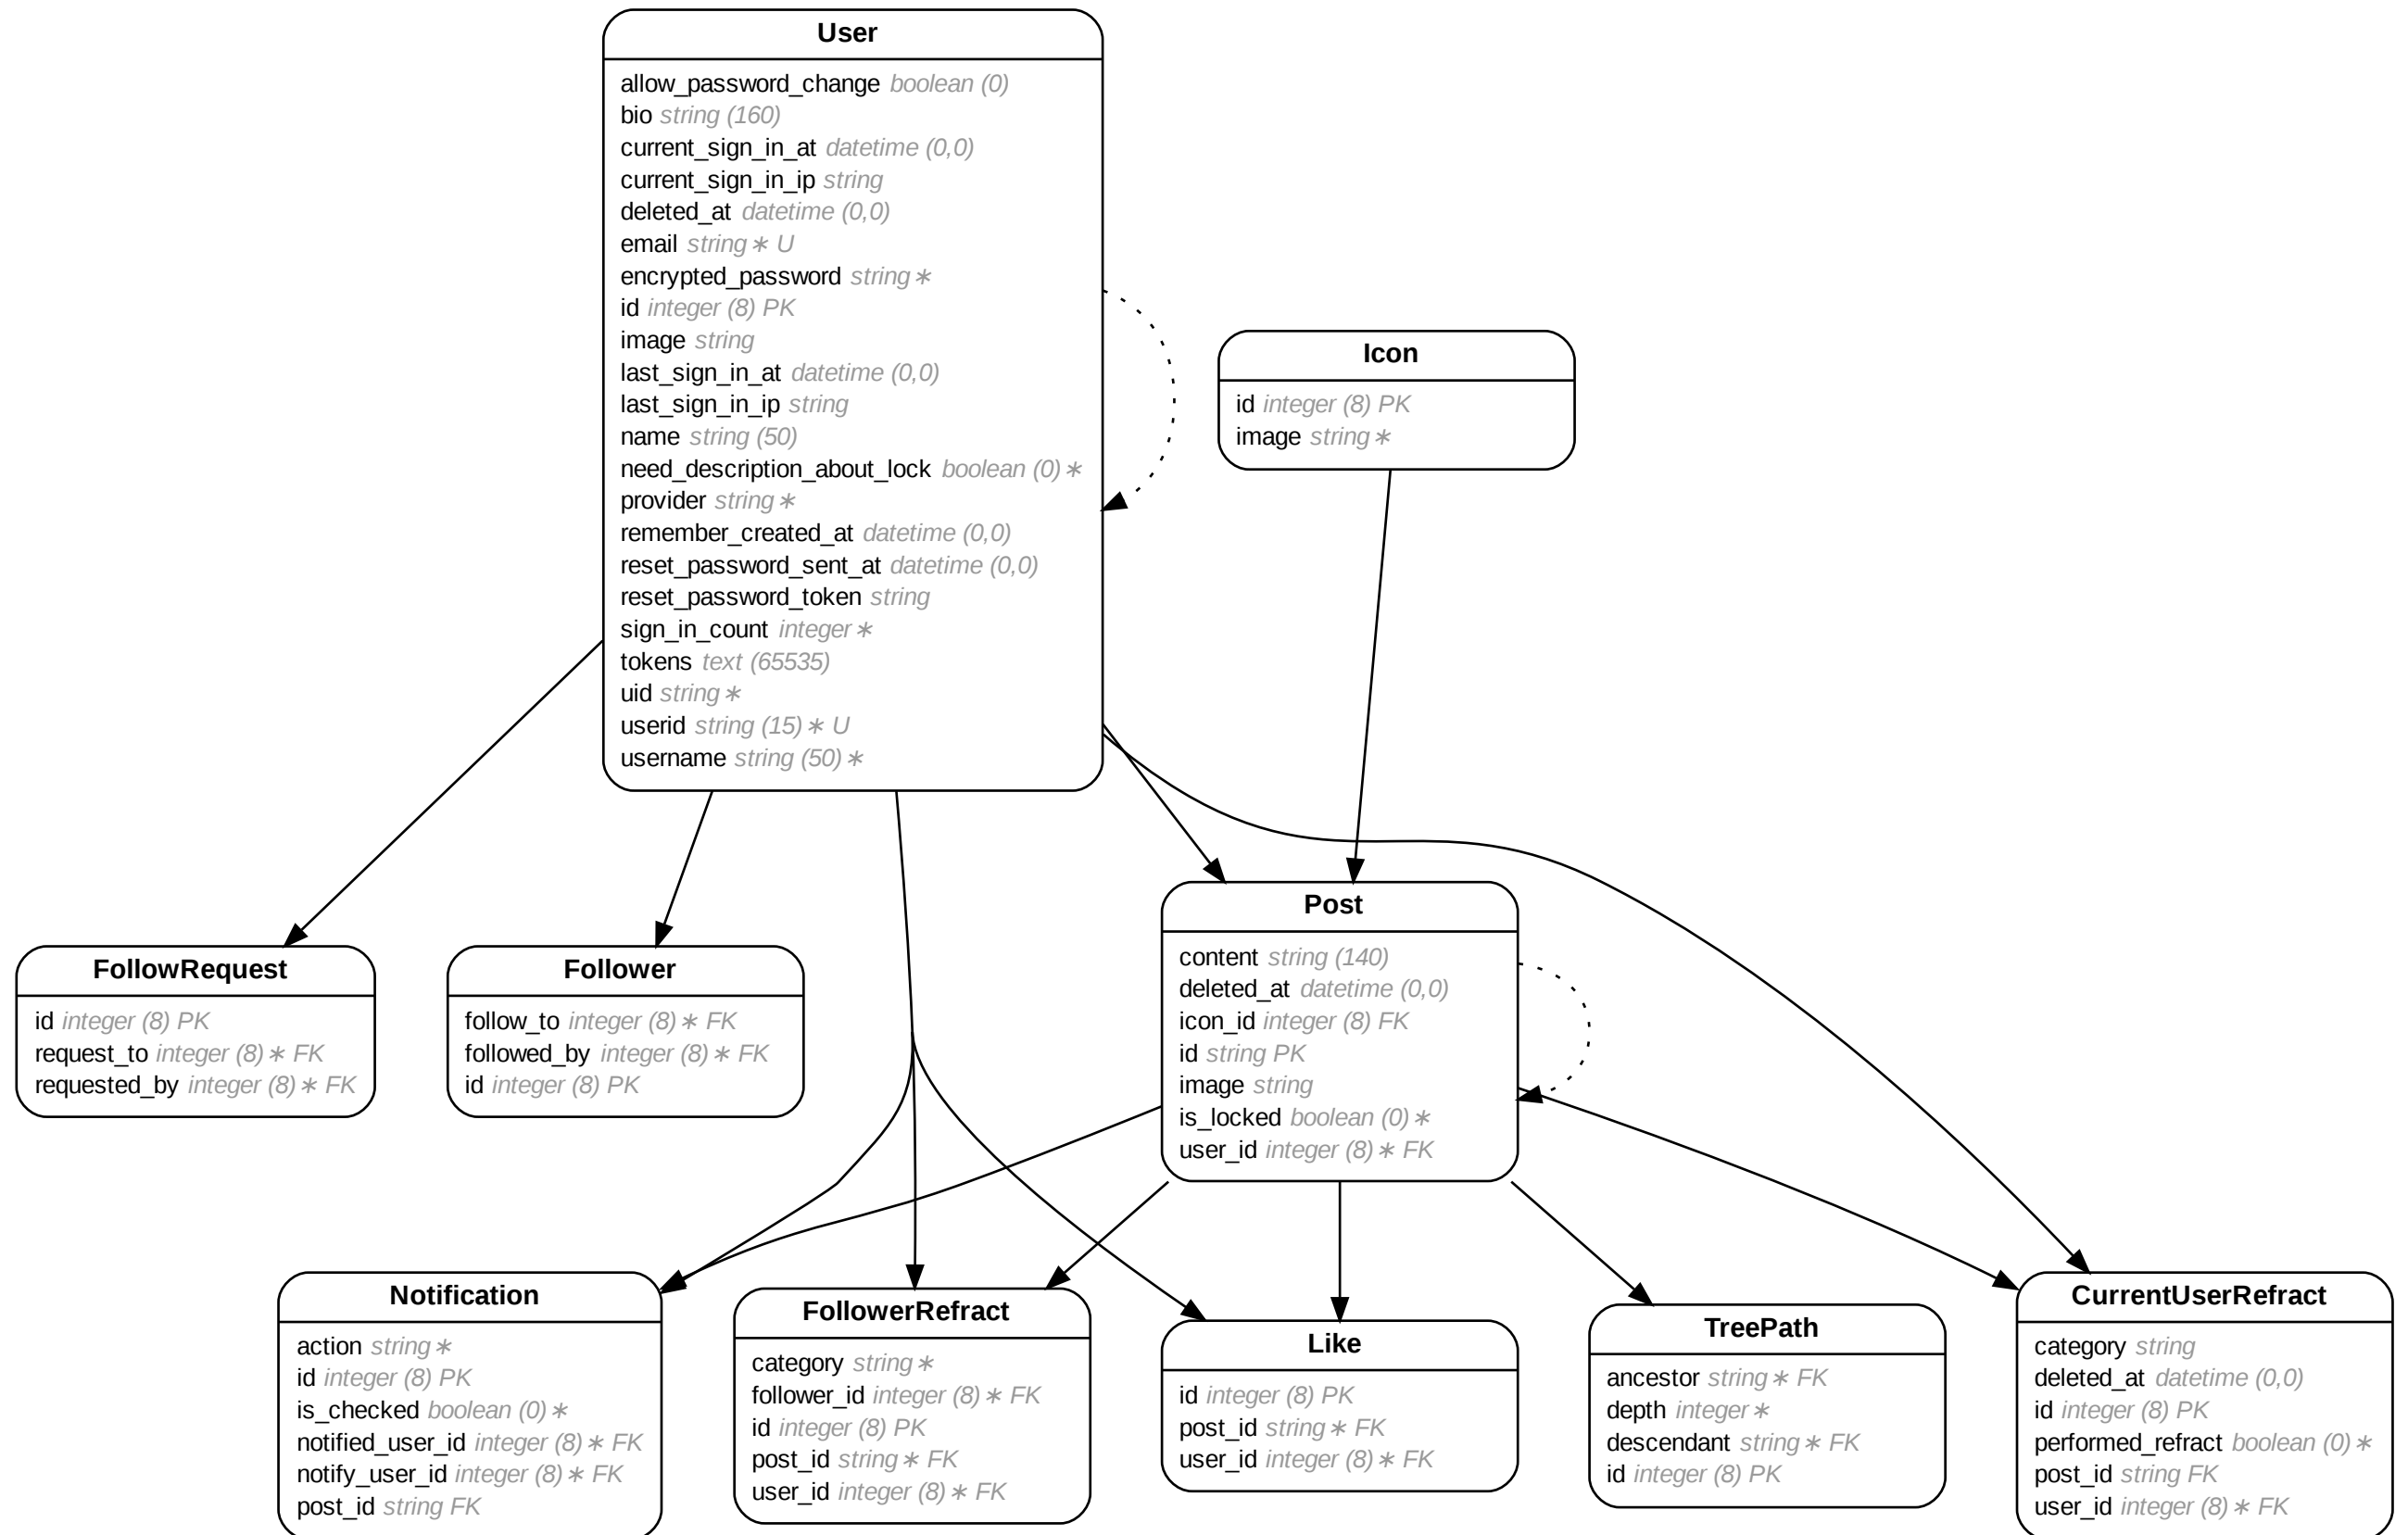 User
allow_password_change boolean (0)
bio string (160)
current_sign_in_at datetime (0,0)
current_sign_in_ip string
deleted_at datetime (0,0)
email string ∗ U
encrypted_password string ∗
id integer (8) PK
image string
last_sign_in_at datetime (0,0)
last_sign_in_ip string
name string (50)
need_description_about_lock boolean (0) ∗
provider string ∗
remember_created_at datetime (0,0)
reset_password_sent_at datetime (0,0)
reset_password_token string
sign_in_count integer ∗
tokens text (65535)
uid string ∗
userid string (15) ∗ U
username string (50) ∗
Icon
id integer (8) PK
image string ∗
Post
content string (140)
deleted_at datetime (0,0)
icon_id integer (8) FK
id string PK
image string
is_locked boolean (0) ∗
user_id integer (8) ∗ FK
FollowRequest
id integer (8) PK
request_to integer (8) ∗ FK
requested_by integer (8) ∗ FK
Follower
follow_to integer (8) ∗ FK
followed_by integer (8) ∗ FK
id integer (8) PK
Notification
action string ∗
id integer (8) PK
is_checked boolean (0) ∗
notified_user_id integer (8) ∗ FK
notify_user_id integer (8) ∗ FK
post_id string FK
FollowerRefract
category string ∗
follower_id integer (8) ∗ FK
id integer (8) PK
post_id string ∗ FK
user_id integer (8) ∗ FK
Like
id integer (8) PK
post_id string ∗ FK
user_id integer (8) ∗ FK
TreePath
ancestor string ∗ FK
depth integer ∗
descendant string ∗ FK
id integer (8) PK
CurrentUserRefract
category string
deleted_at datetime (0,0)
id integer (8) PK
performed_refract boolean (0) ∗
post_id string FK
user_id integer (8) ∗ FK